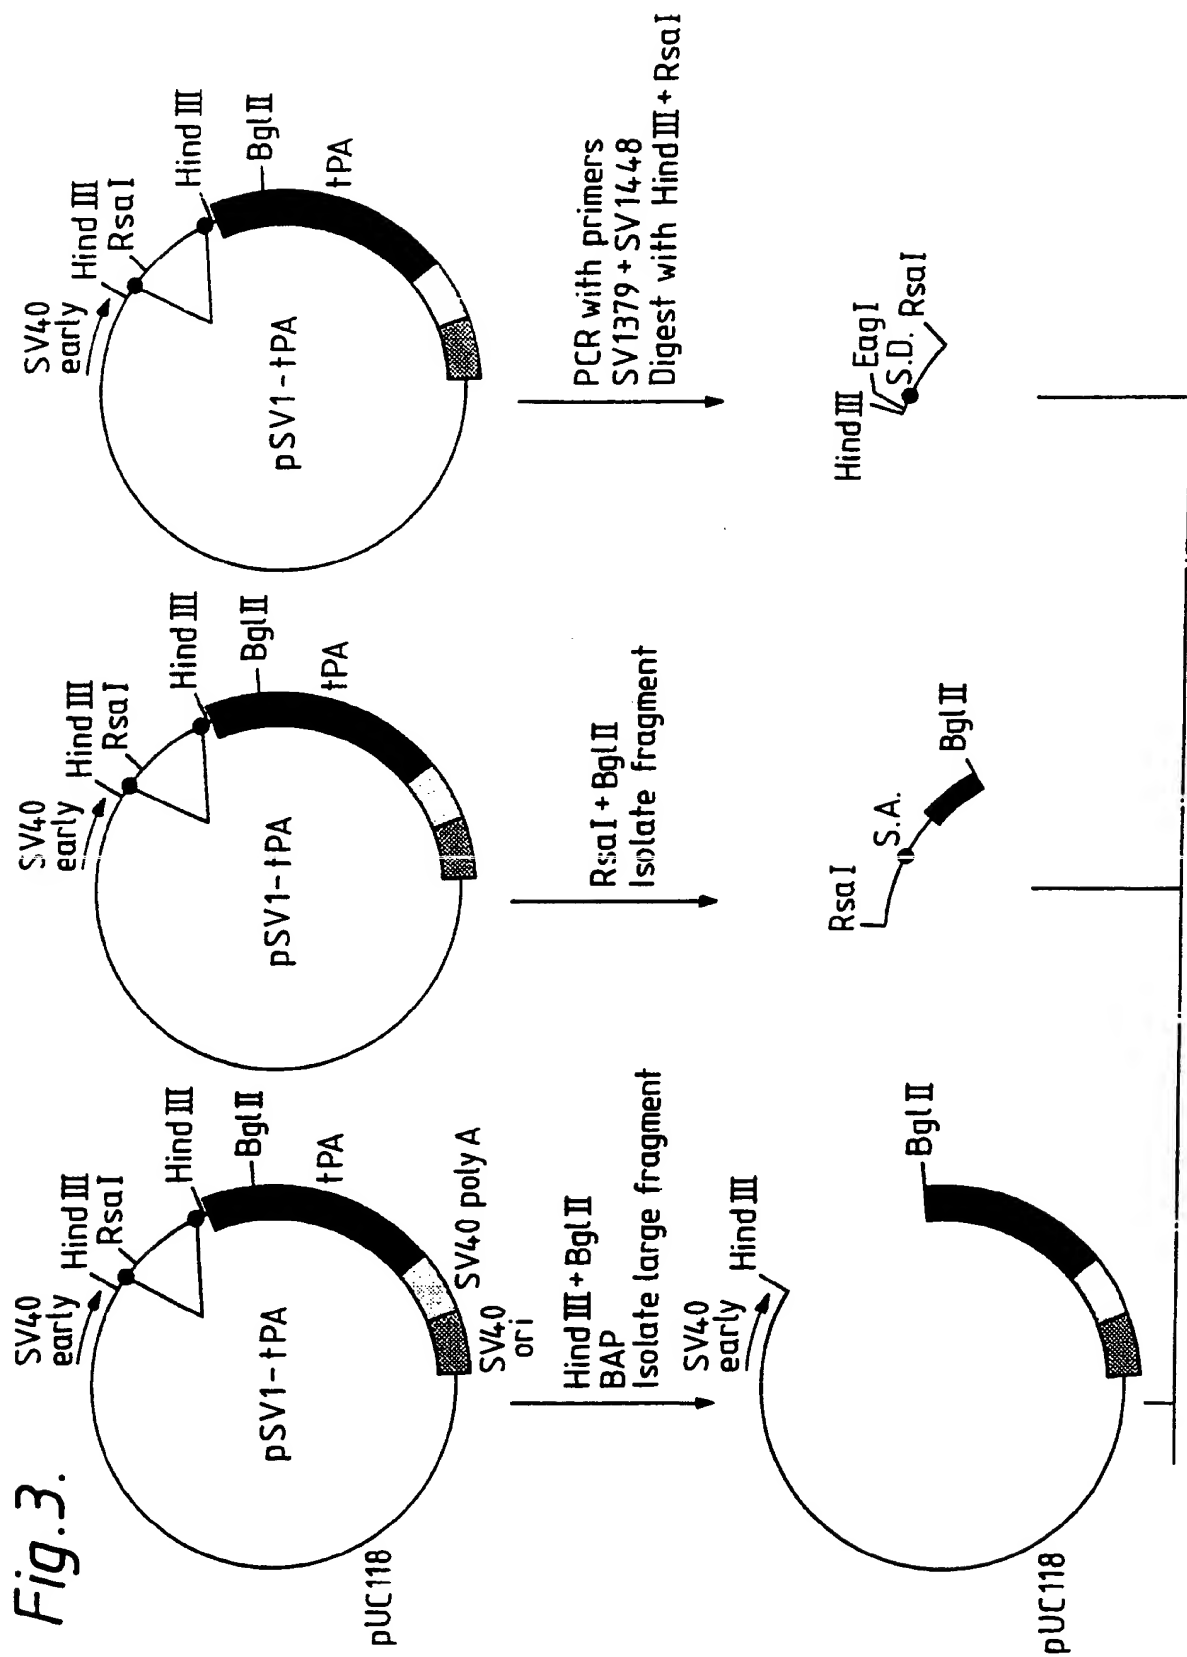 Fig.3.
SV40
early
Hind III
RsaI
Hind III
BglII
tPA
pSV1-tPA
SV40 poly A
SV40
ori
pUC118
Hind III + BglII
BAP
Isolate large fragment
SV40
early
Hind III
BglII
pUC118
SV40
early
Hind III
RsaI
Hind III
BglII
tPA
pSV1-tPA
RsaI + BglII
Isolate fragment
RsaI
S.A.
BglII
SV40
early
Hind III
RsaI
Hind III
BglII
tPA
pSV1-tPA
PCR with primers
SV1379 + SV1448
Digest with Hind III + RsaI
Hind III
EagI
S.D.
RsaI